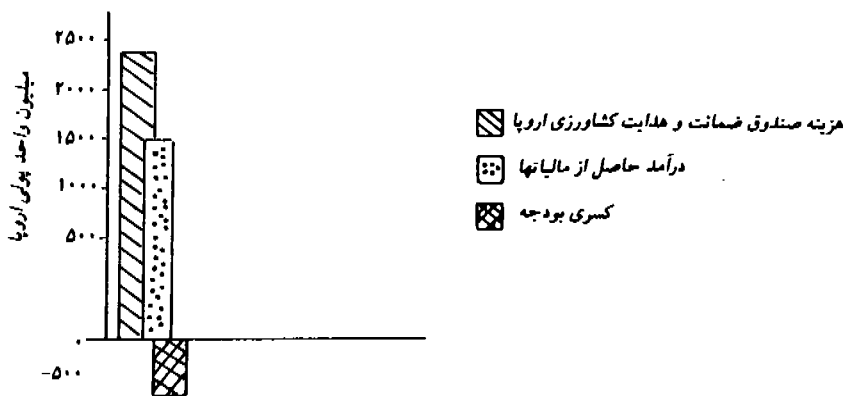 ۲۵۰۰
۲۰۰۰
۱۵۰۰
۱۰۰۰
۵۰۰
۰
-۵۰۰
میلیون واحد پولی اروپا
هزینه صندوق ضمانت و هدایت کشاورزی اروپا
درآمد حاصل از مالیاتها
کسری بودجه